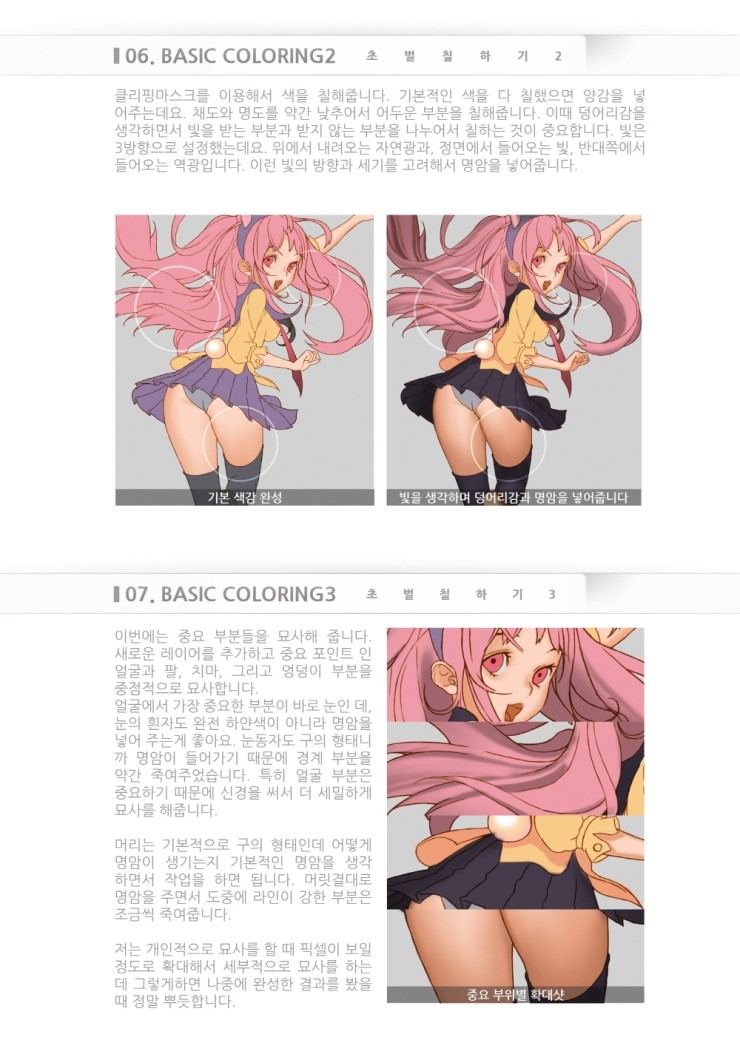 06. BASIC COLORING2 초 벌 칠 하 기 2
클리핑마스크를 이용해서 색을 칠해줍니다. 기본적인 색을 다 칠했으면 양감을 넣
어주는데요. 채도와 명도를 약간 낮추어서 어두운 부분을 칠해줍니다. 이때 덩어리감을
생각하면서 빛을 받는 부분과 받지 않는 부분을 나누어서 칠하는 것이 중요합니다. 빛은
3방향으로 설정했는데요. 위에서 내려오는 자연광과, 정면에서 들어오는 빛, 반대쪽에서
들어오는 역광입니다. 이런 빛의 방향과 세기를 고려해서 명암을 넣어줍니다.
기본 색감 완성
빛을 생각하며 덩어리감과 명암을 넣어줍니다
07. BASIC COLORING3 초 벌 칠 하 기 3
이번에는 중요 부분들을 묘사해 줍니다.
새로운 레이어를 추가하고 중요 포인트 인
얼굴과 팔, 치마, 그리고 엉덩이 부분을
중점적으로 묘사합니다.
얼굴에서 가장 중요한 부분이 바로 눈인 데,
눈의 흰자도 완전 하얀색이 아니라 명암을
넣어 주는게 좋아요. 눈동자도 구의 형태니
까 명암이 들어가기 때문에 경계 부분을
약간 죽여주었습니다. 특히 얼굴 부분은
중요하기 때문에 신경을 써서 더 세밀하게
묘사를 해줍니다.
머리는 기본적으로 구의 형태인데 어떻게
명암이 생기는지 기본적인 명암을 생각
하면서 작업을 하면 됩니다. 머릿결대로
명암을 주면서 도중에 라인이 강한 부분은
조금씩 죽여줍니다.
저는 개인적으로 묘사를 할 때 픽셀이 보일
정도로 확대해서 세부적으로 묘사를 하는
데 그렇게하면 나중에 완성한 결과를 봤을
때 정말 뿌듯합니다.
중요 부위별 확대샷